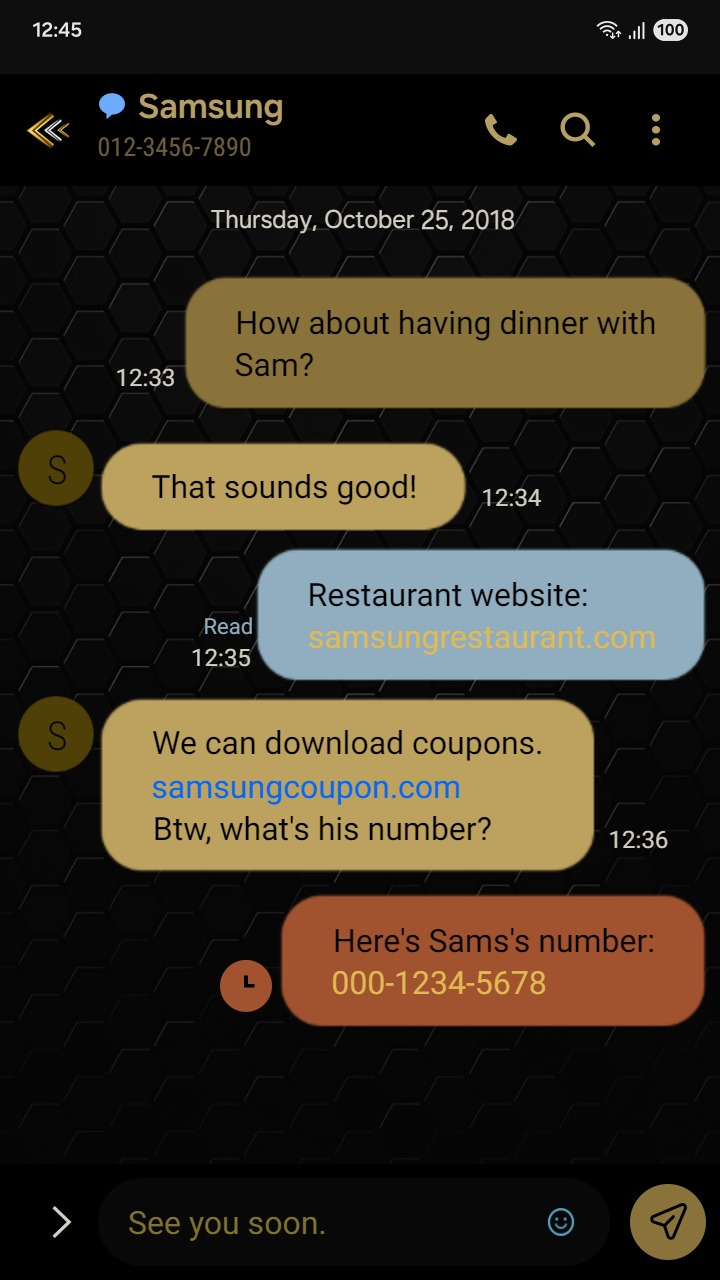 12:45
100
Samsung
012-3456-7890
Thursday, October 25, 2018
How about having dinner with
Sam?
12:33
S
That sounds good!
12:34
Restaurant website:
samsungrestaurant.com
Read
12:35
S
We can download coupons.
samsungcoupon.com
Btw, what's his number?
12:36
Here's Sams's number:
000-1234-5678
See you soon.